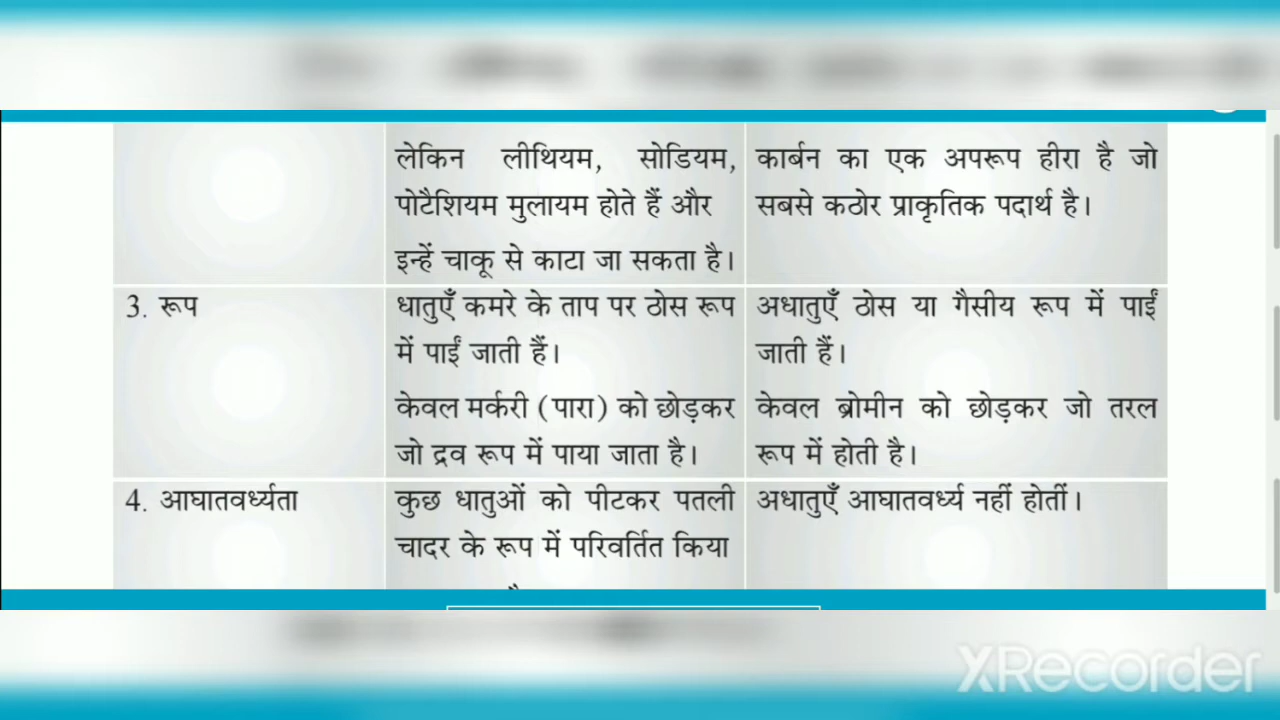 लेकिन लीथियम, सोडियम,
पोटैशियम मुलायम होते हैं और
इन्हें चाकू से काटा जा सकता है।
कार्बन का एक अपरूप हीरा है जो
सबसे कठोर प्राकृतिक पदार्थ है।
3. रूप
धातुएँ कमरे के ताप पर ठोस रूप
में पाईं जाती हैं।
केवल मर्करी (पारा) को छोड़कर
जो द्रव रूप में पाया जाता है।
अधातुएँ ठोस या गैसीय रूप में पाईं
जाती हैं।
केवल ब्रोमीन को छोड़कर जो तरल
रूप में होती है।
4. आघातवर्ध्यता
कुछ धातुओं को पीटकर पतली
चादर के रूप में परिवर्तित किया
अधातुएँ आघातवर्ध्य नहीं होतीं।
XRecorder